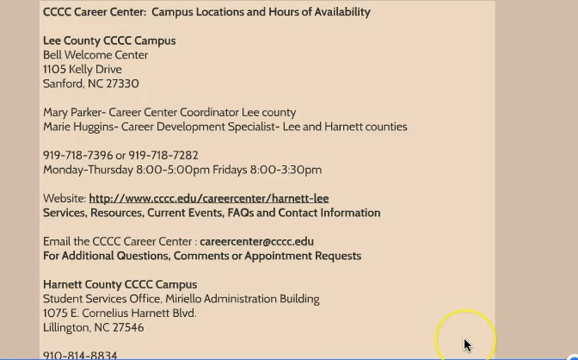 CCCC Career Center: Campus Locations and Hours of Availability
Lee County CCCC Campus
Bell Welcome Center
1105 Kelly Drive
Sanford, NC 27330
Mary Parker- Career Center Coordinator Lee county
Marie Huggins- Career Development Specialist- Lee and Harnett counties
919-718-7396 or 919-718-7282
Monday-Thursday 8:00-5:00pm Fridays 8:00-3:30pm
Website: http://www.cccc.edu/careercenter/harnett-lee
Services, Resources, Current Events, FAQs and Contact Information
Email the CCCC Career Center : careercenter@cccc.edu
For Additional Questions, Comments or Appointment Requests
Harnett County CCCC Campus
Student Services Office, Miriello Administration Building
1075 E. Cornelius Harnett Blvd.
Lillington, NC 27546
910-814-8834